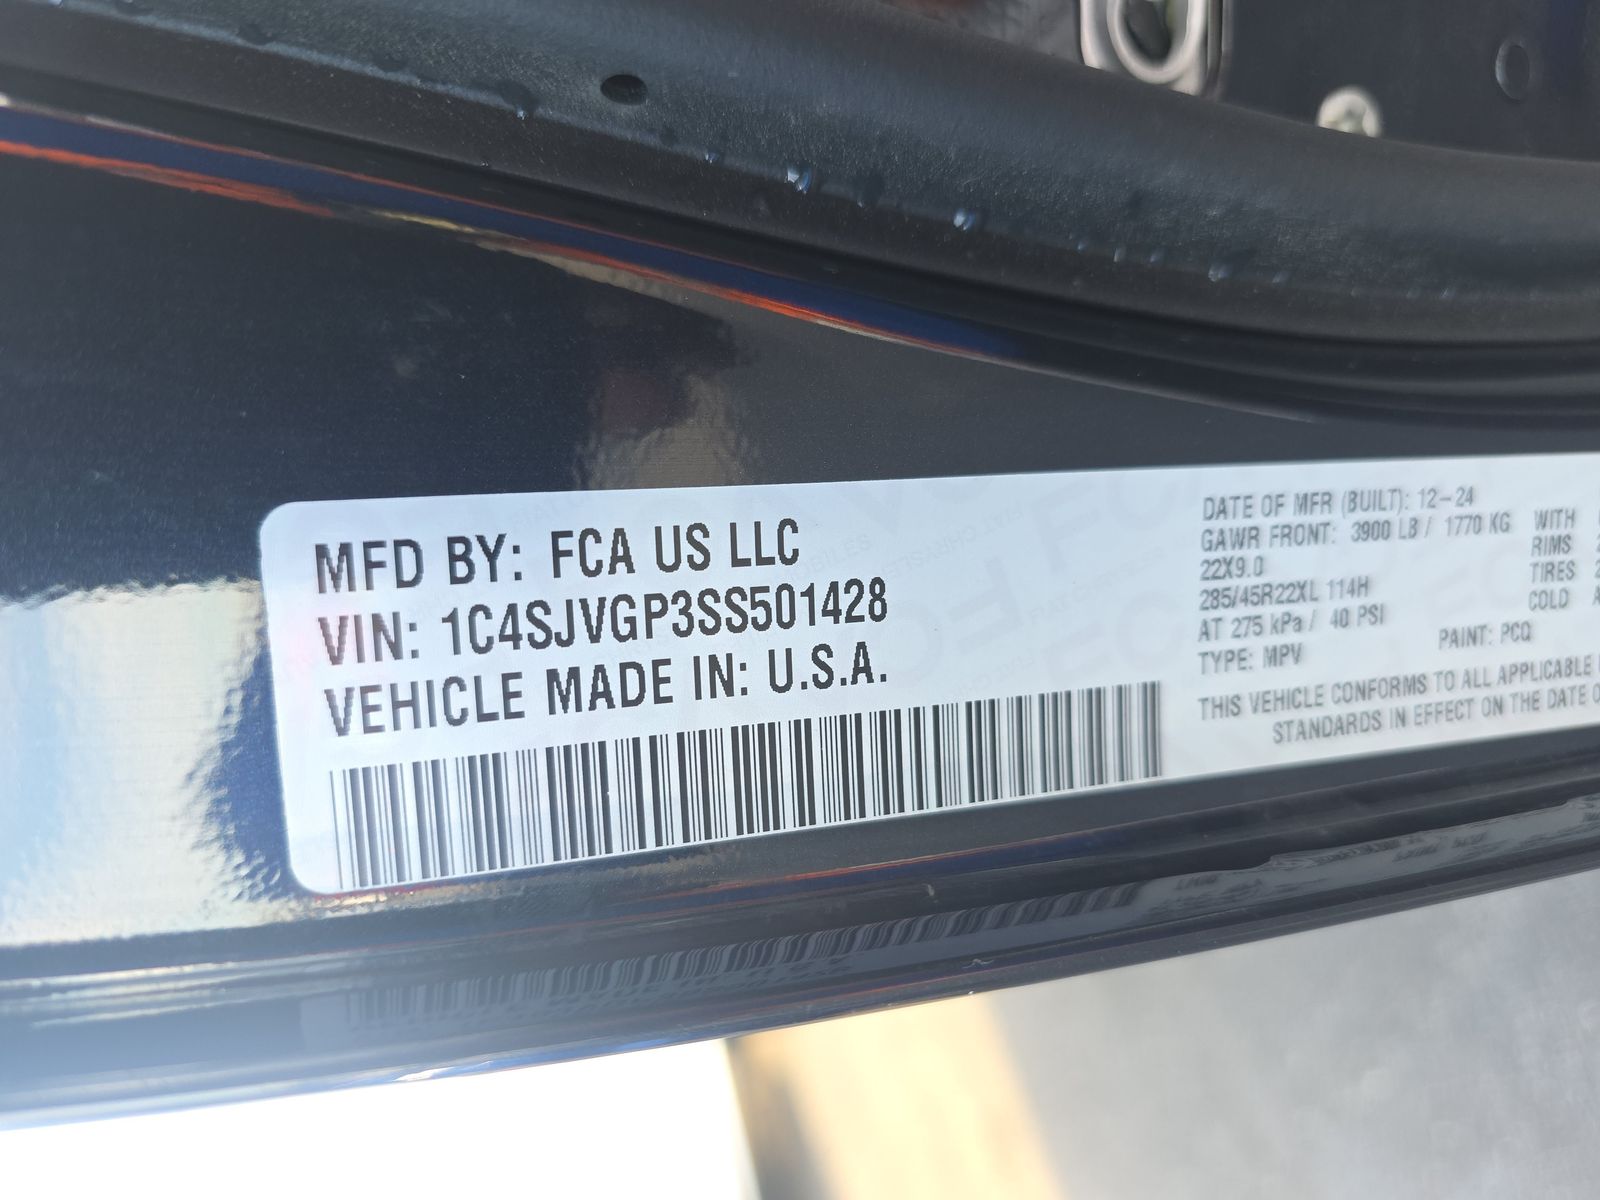 MFD BY: FCA US LLC
VIN: 1C4SJVGP3SS501428
VEHICLE MADE IN: U.S.A.
DATE OF MFR (BUILT): 12-24
GAWR FRONT: 3900 LB / 1770 KG WITH
22X9.0 RIMS
285/45R22XL 114H TIRES
AT 275 kPa / 40 PSI COLD
TYPE: MPV PAINT: PCQ
THIS VEHICLE CONFORMS TO ALL APPLICABLE
STANDARDS IN EFFECT ON THE DATE